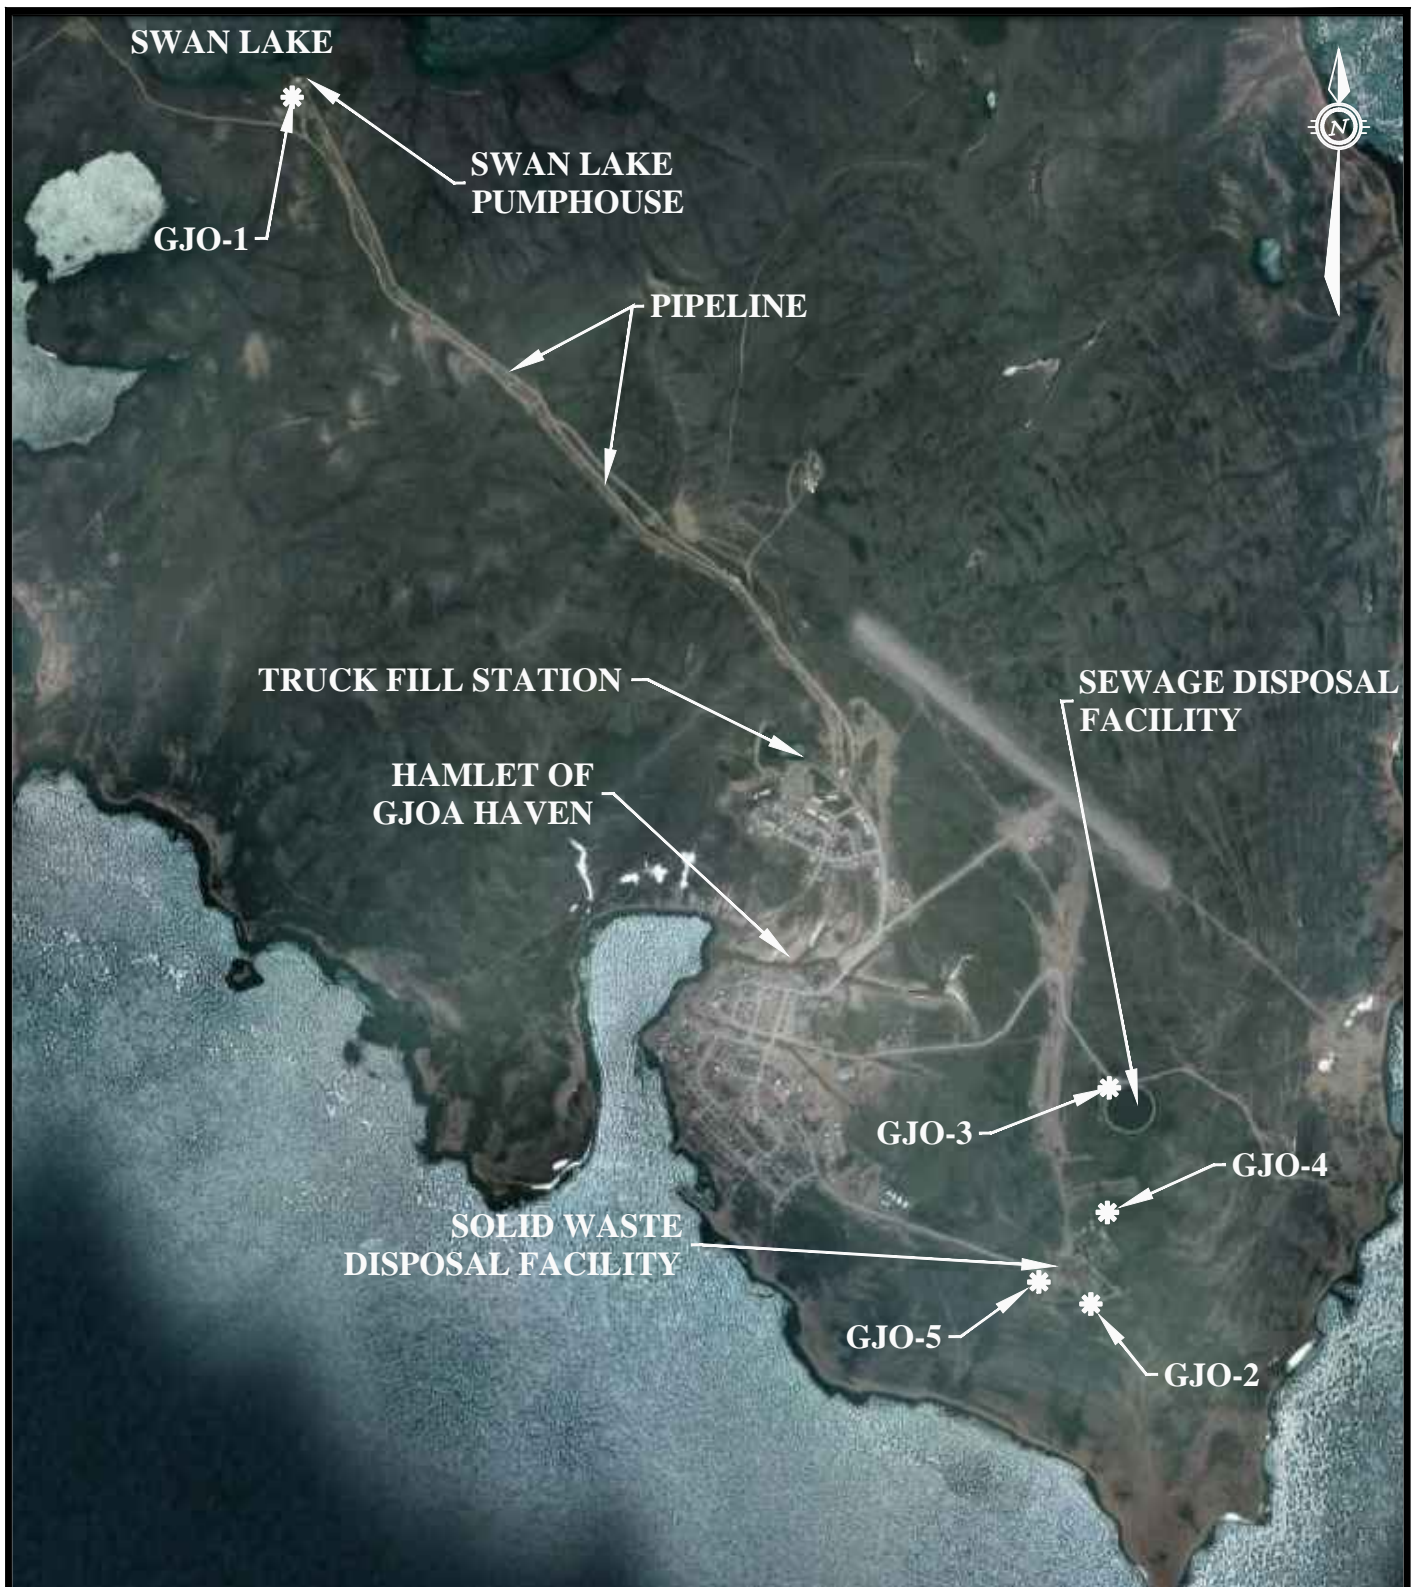 SWAN LAKE
N
SWAN LAKE
PUMPHOUSE
GJO-1
PIPELINE
TRUCK FILL STATION
SEWAGE DISPOSAL
FACILITY
HAMLET OF
GJOA HAVEN
GJO-3
GJO-4
SOLID WASTE
DISPOSAL FACILITY
GJO-5
GJO-2